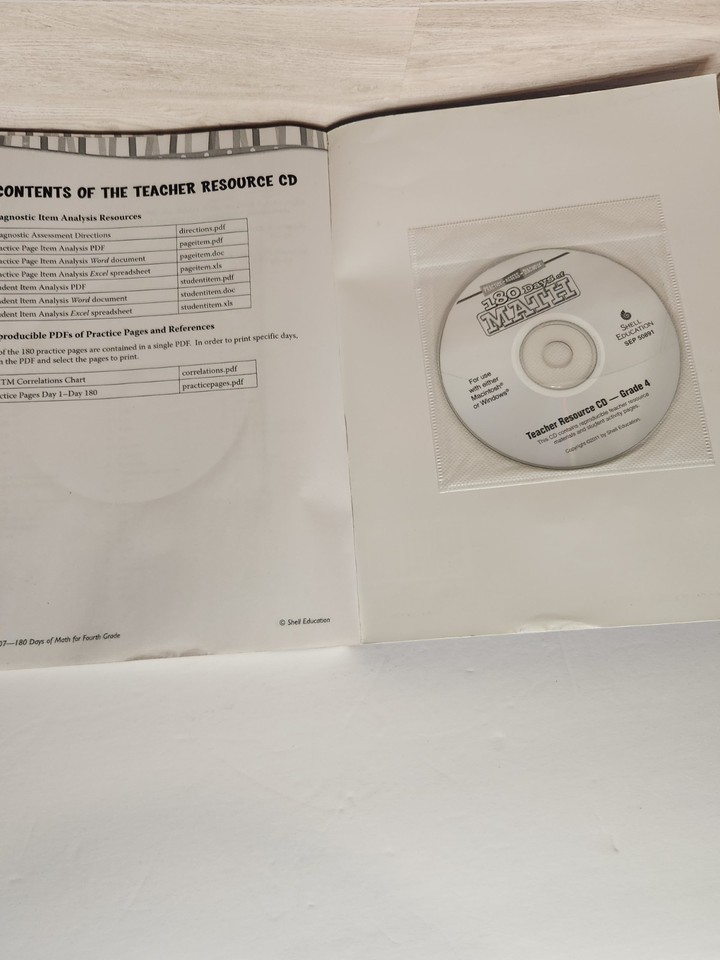 CONTENTS OF THE TEACHER RESOURCE CD
agnostic Item Analysis Resources
agnostic Assessment Directions directions.pdf
actice Page Item Analysis PDF pageitem.pdf
actice Page Item Analysis Word document pageitem.doc
actice Page Item Analysis Excel spreadsheet pageitem.xls
udent Item Analysis PDF studentitem.pdf
udent Item Analysis Word document studentitem.doc
udent Item Analysis Excel spreadsheet studentitem.xls
producible PDFs of Practice Pages and References
of the 180 practice pages are contained in a single PDF. In order to print specific days,
n the PDF and select the pages to print.
TM Correlations Chart correlations.pdf
ctice Pages Day 1–Day 180 practicepages.pdf
07—180 Days of Math for Fourth Grade
© Shell Education
180 Days of
MATH
SHELL
EDUCATION
SEP 50891
For use
with either
Macintosh®
or Windows®
Teacher Resource CD — Grade 4
This CD contains reproducible teacher resource
materials and student activity pages.
Copyright ©2011 by Shell Education.